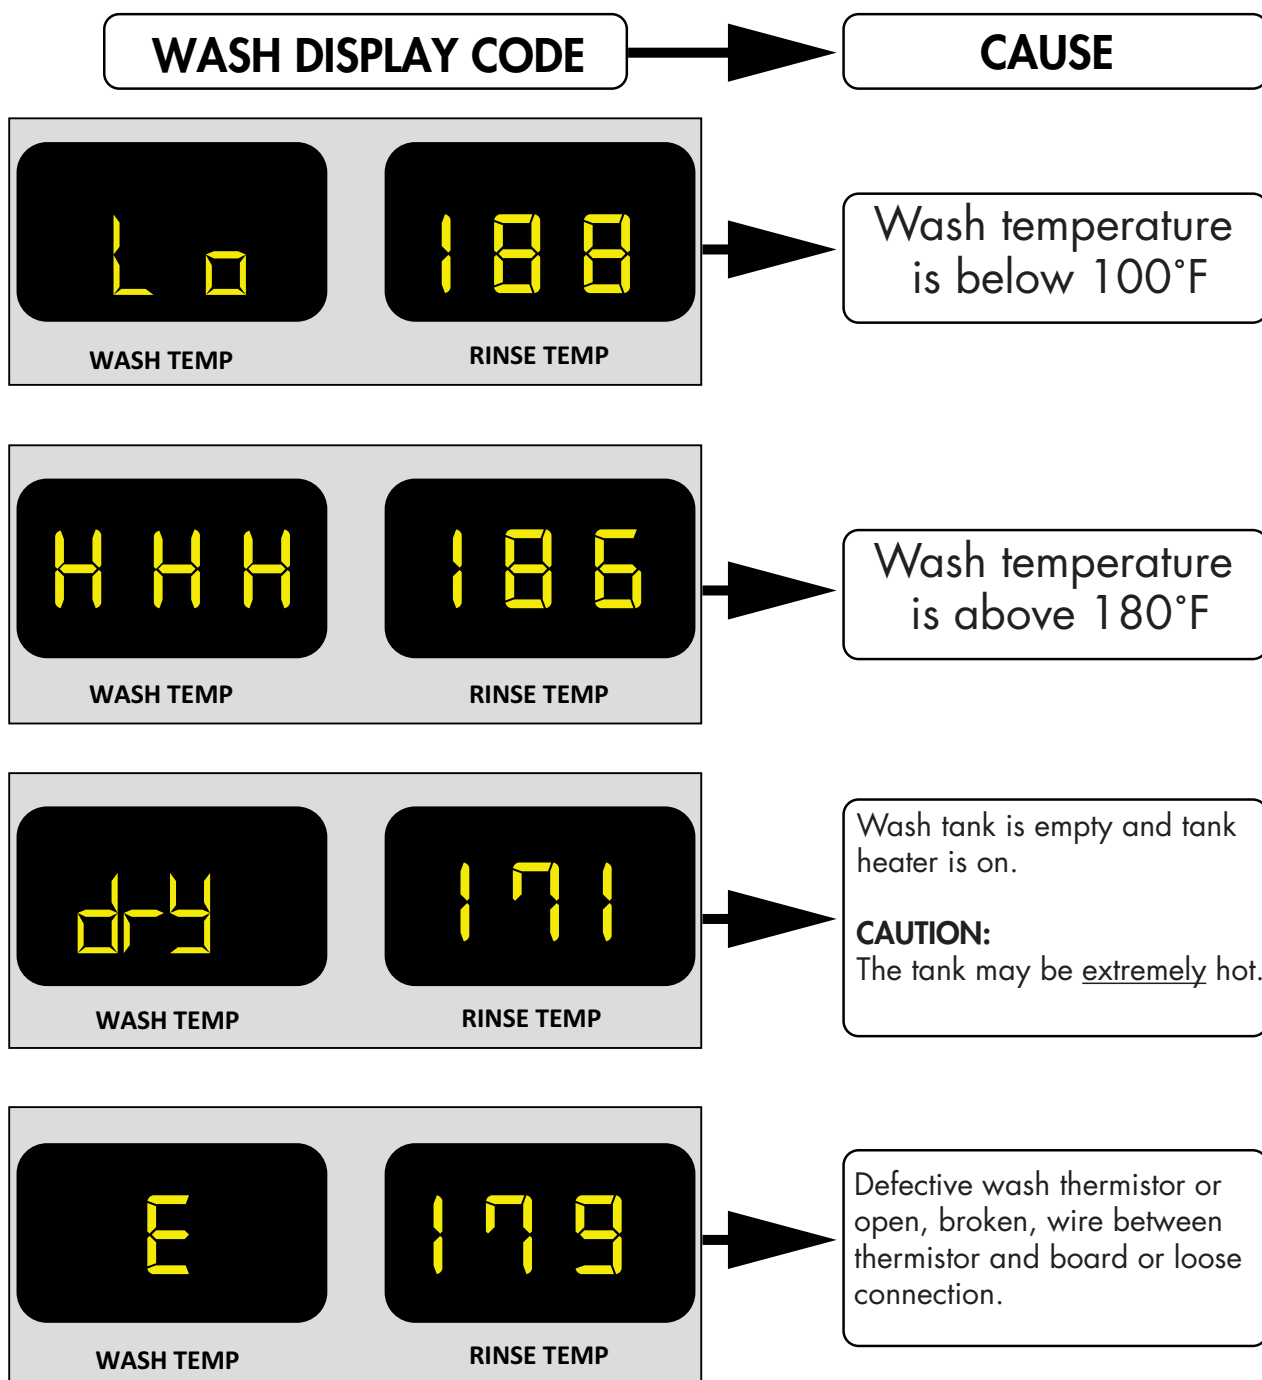 WASH DISPLAY CODE
CAUSE
Lo
188
WASH TEMP
RINSE TEMP
Wash temperature
is below 100°F
HHH
186
WASH TEMP
RINSE TEMP
Wash temperature
is above 180°F
dry
171
WASH TEMP
RINSE TEMP
Wash tank is empty and tank
heater is on.
CAUTION:
The tank may be extremely hot.
E
179
WASH TEMP
RINSE TEMP
Defective wash thermistor or
open, broken, wire between
thermistor and board or loose
connection.